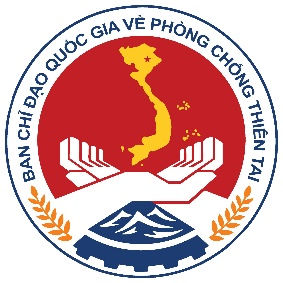 BAN CHỈ ĐẠO QUỐC GIA VỀ PHÒNG CHỐNG THIÊN TAI